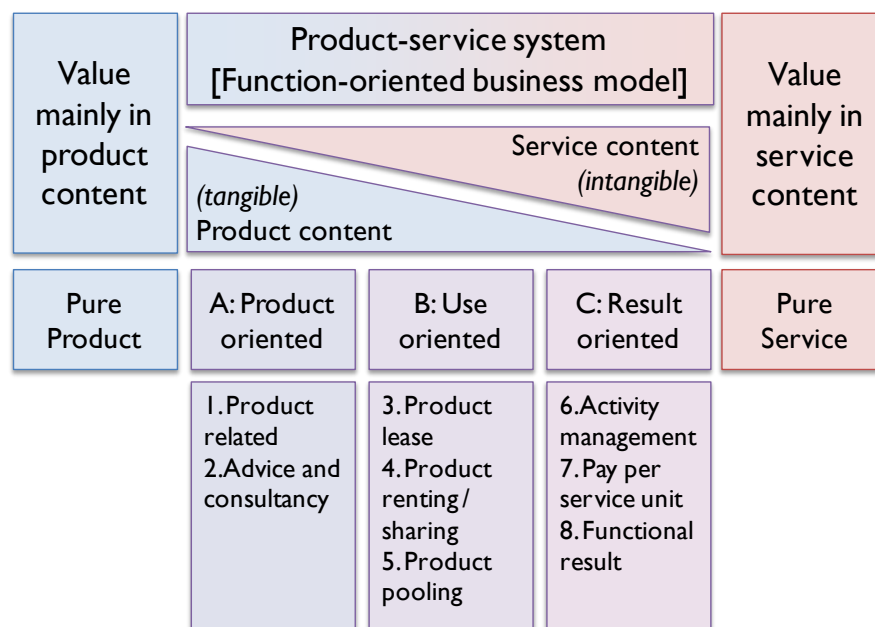 Value
mainly in
product
content
Product-service system
[Function-oriented business model]
Service content
(intangible)
(tangible)
Product content
Value
mainly in
service
content
Pure
Product
A: Product
oriented
B: Use
oriented
C: Result
oriented
Pure
Service
1. Product
related
2. Advice and
consultancy
3. Product
lease
4. Product
renting /
sharing
5. Product
pooling
6. Activity
management
7. Pay per
service unit
8. Functional
result